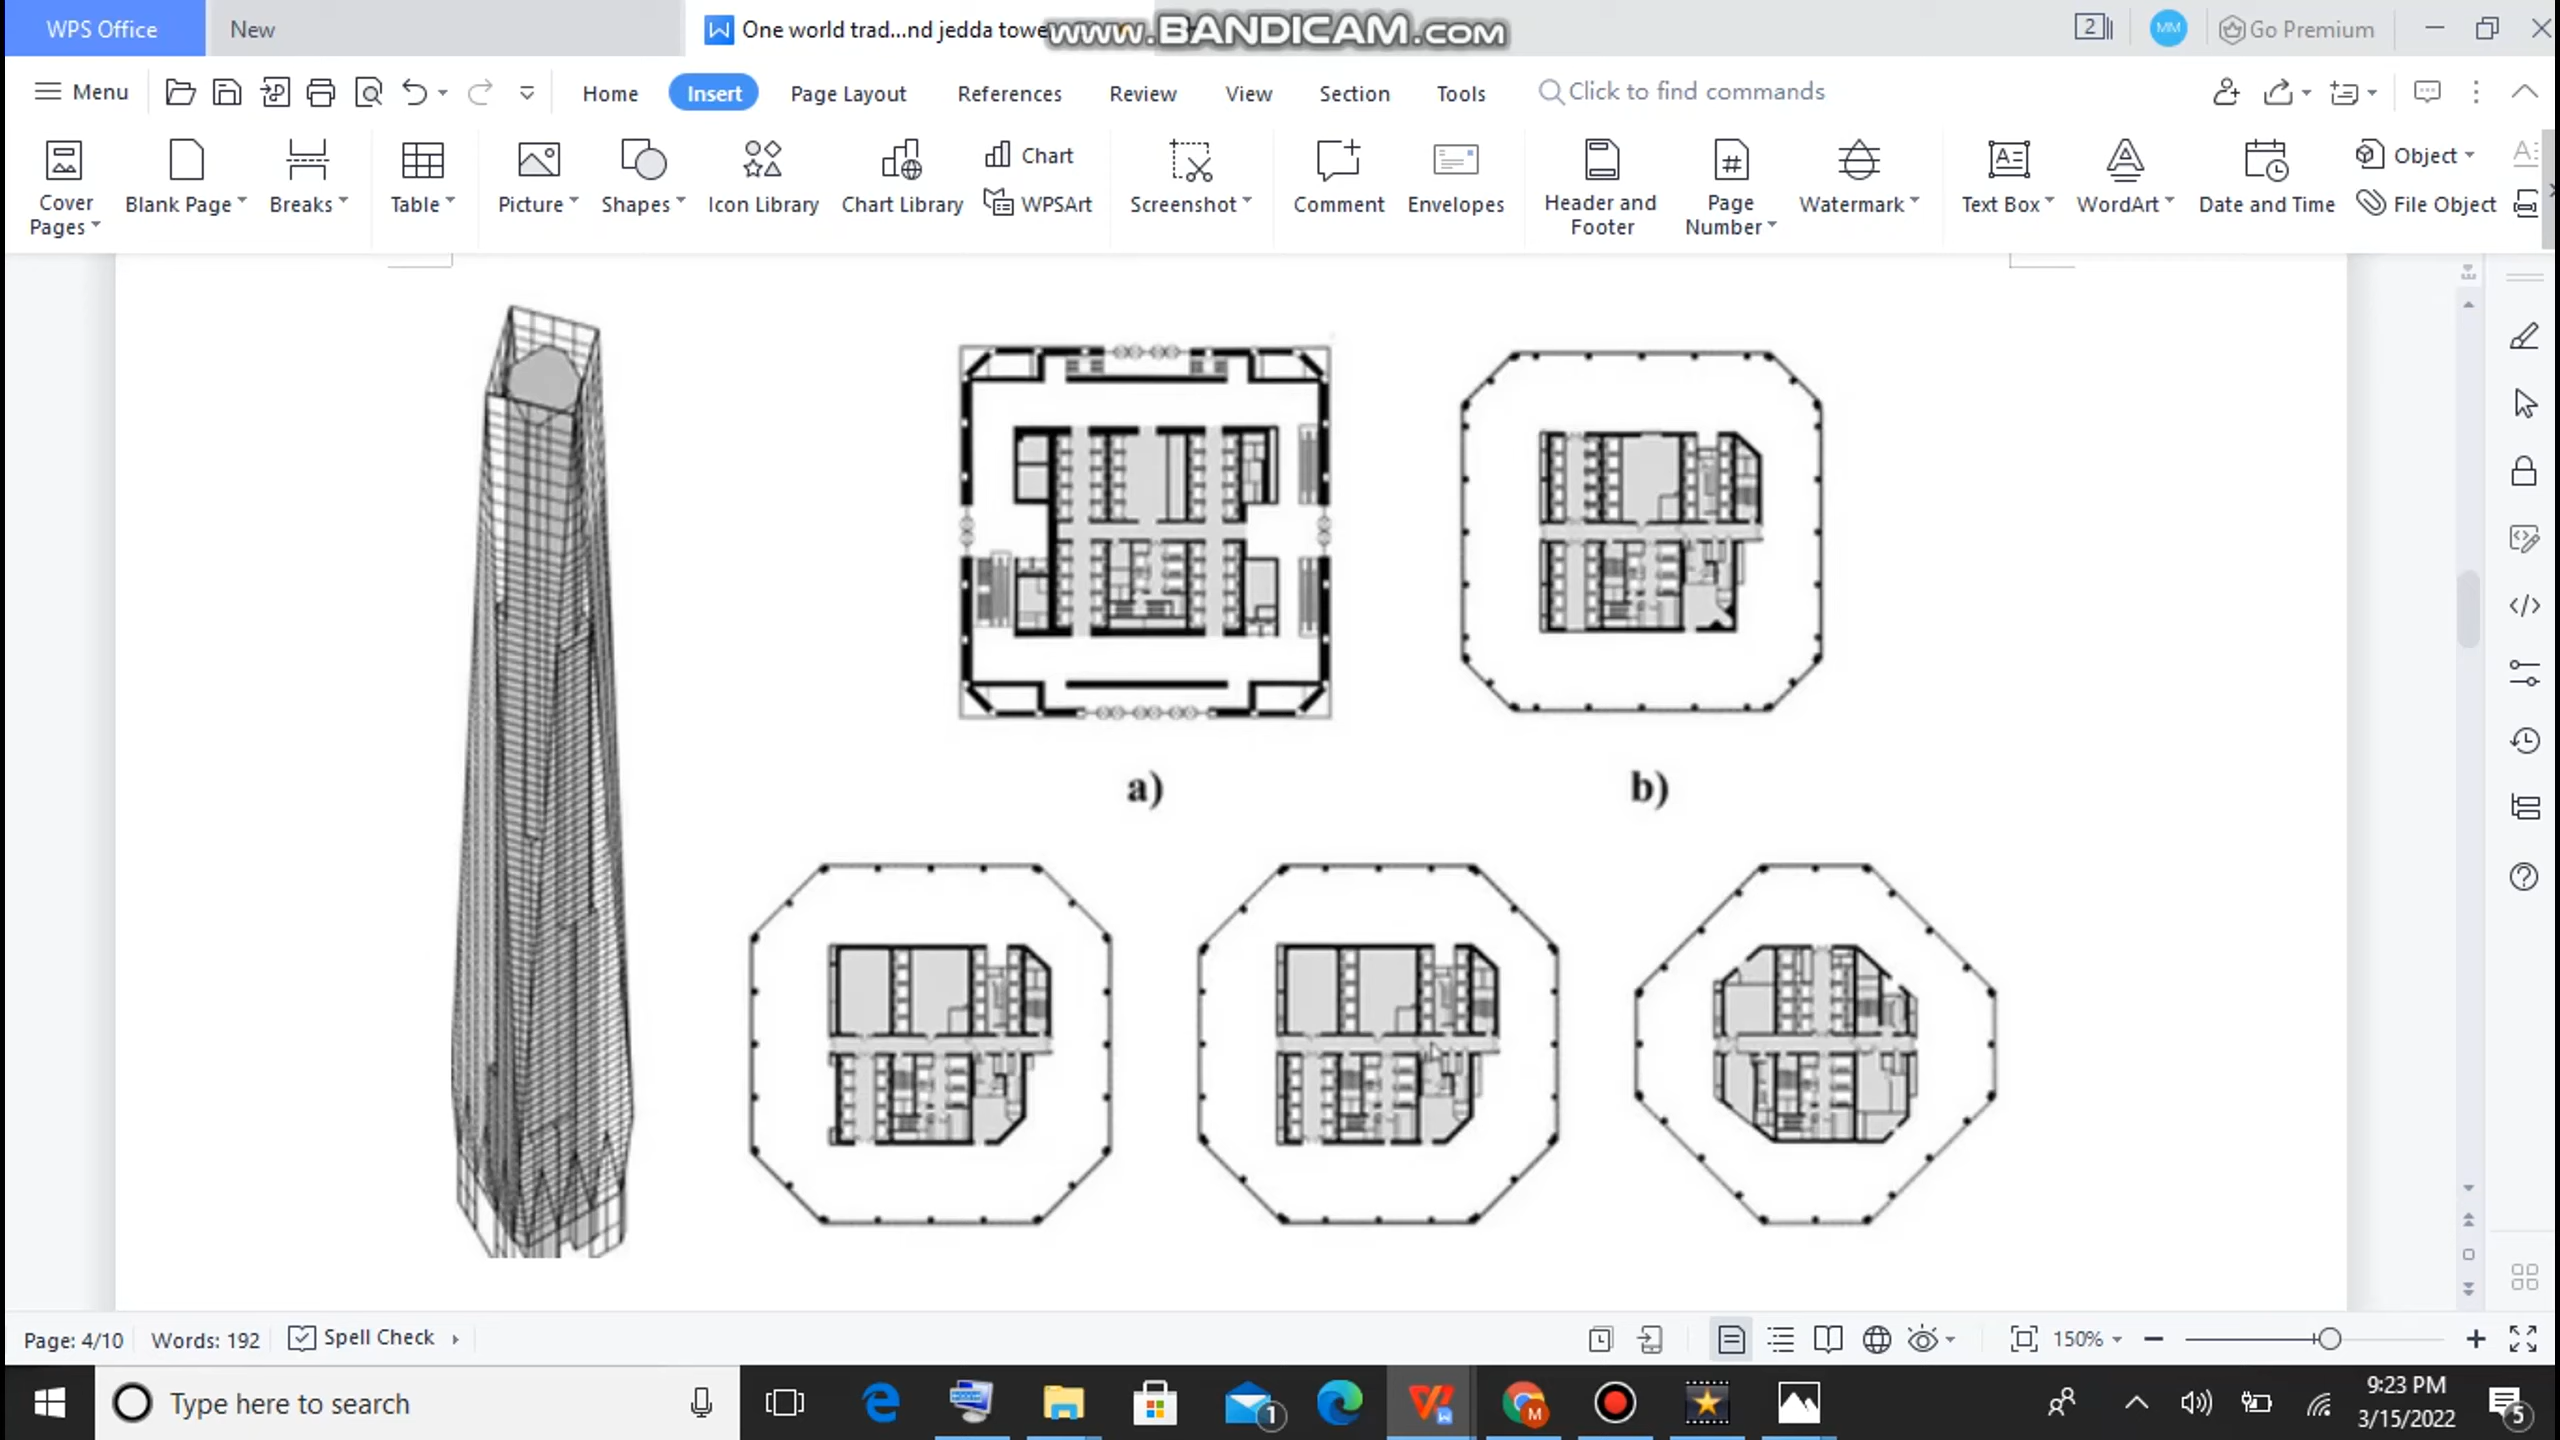 WPS Office
New
One world trad...nd jedda towe
www.BANDICAM.com
2
MM
Go Premium
Menu
Home
Insert
Page Layout
References
Review
View
Section
Tools
Click to find commands
Cover Pages
Blank Page
Breaks
Table
Picture
Shapes
Icon Library
Chart Library
Chart
WPSArt
Screenshot
Comment
Envelopes
Header and Footer
Page Number
Watermark
Text Box
WordArt
Date and Time
Object
File Object
a)
b)
Page: 4/10
Words: 192
Spell Check
150%
Type here to search
1
M
9:23 PM
3/15/2022
5